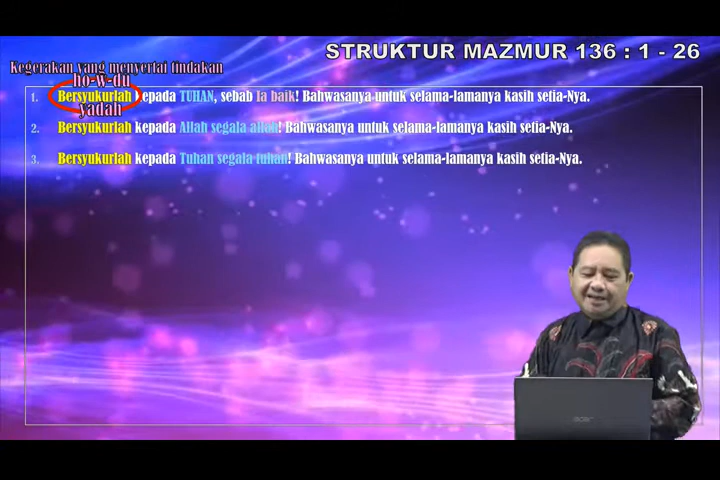 STRUKTUR MAZMUR 136 : 1 - 26
Kegerakan yang menyertai tindakan
ho-w-du
1. Bersyukurlah kepada TUHAN, sebab Ia baik! Bahwasanya untuk selama-lamanya kasih setia-Nya.
yadah
2. Bersyukurlah kepada Allah segala allah! Bahwasanya untuk selama-lamanya kasih setia-Nya.
3. Bersyukurlah kepada Tuhan segala tuhan! Bahwasanya untuk selama-lamanya kasih setia-Nya.
acer